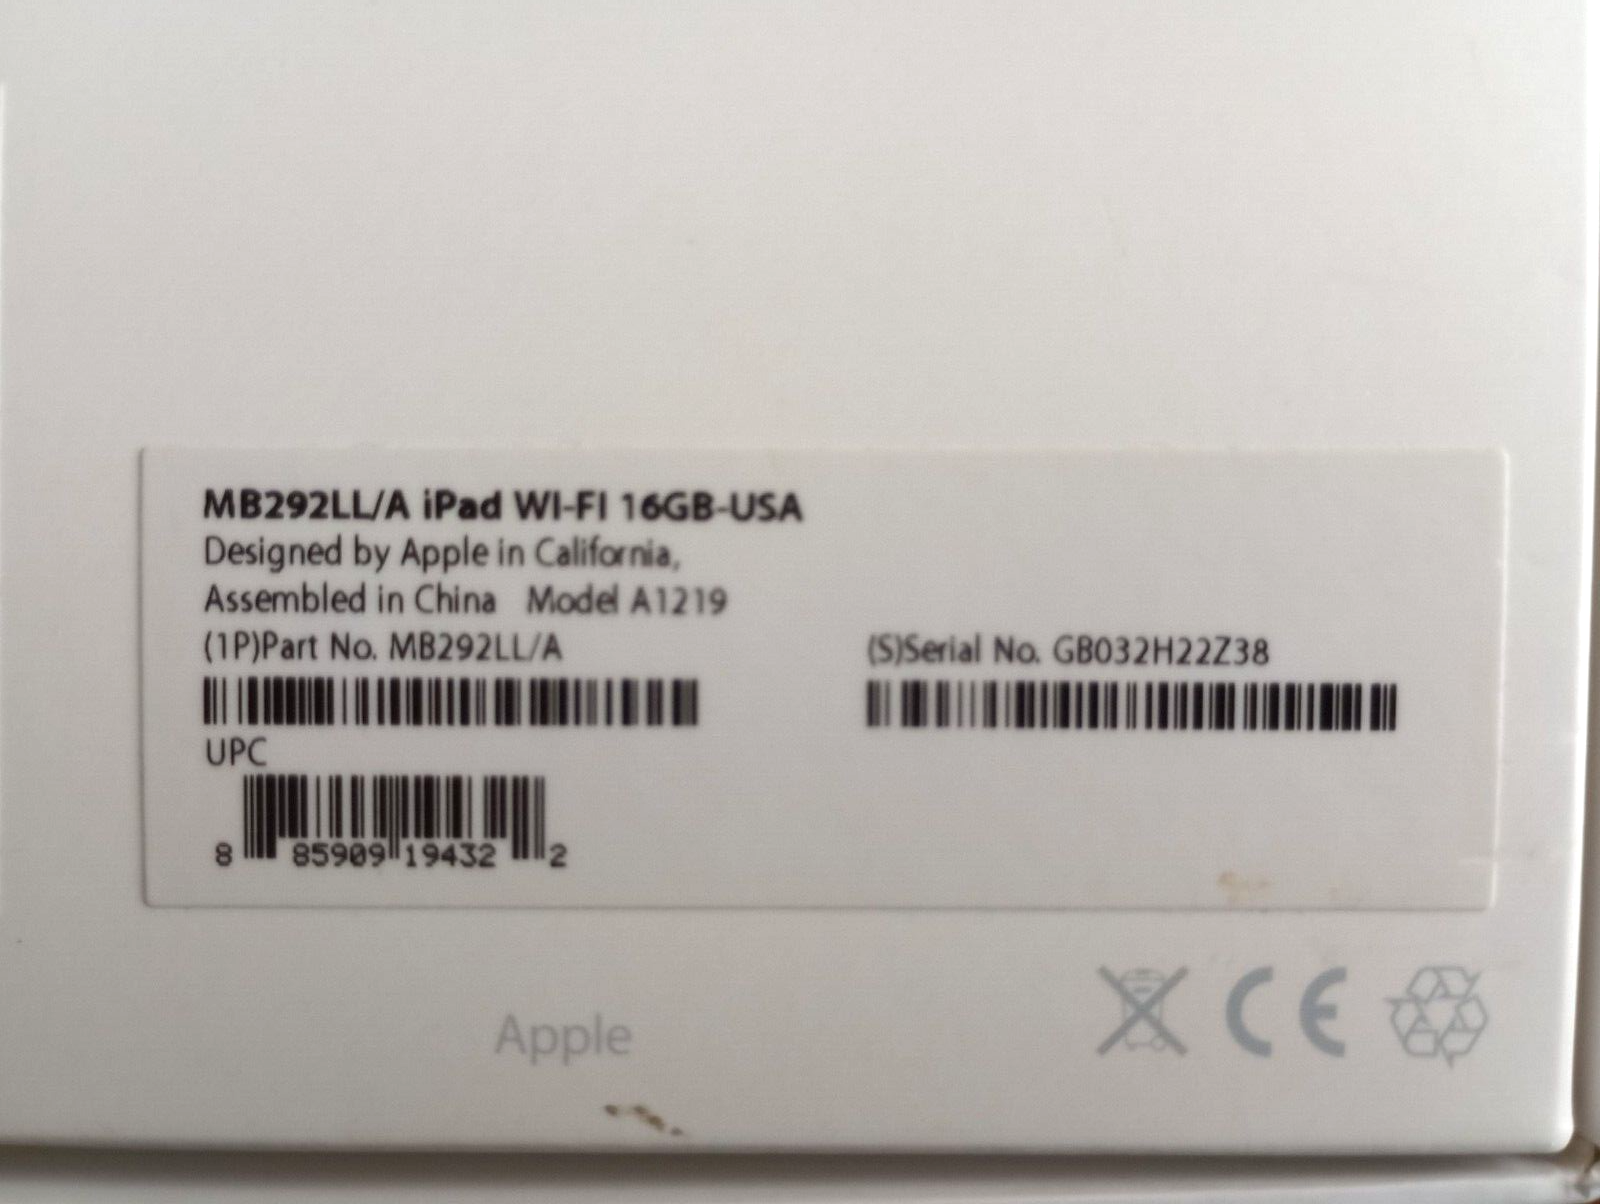 MB292LL/A iPad WI-FI 16GB-USA
Designed by Apple in California,
Assembled in China Model A1219
(1P)Part No. MB292LL/A
(S)Serial No. GB032H22Z38
UPC
8 85909 19432 2
Apple
CE